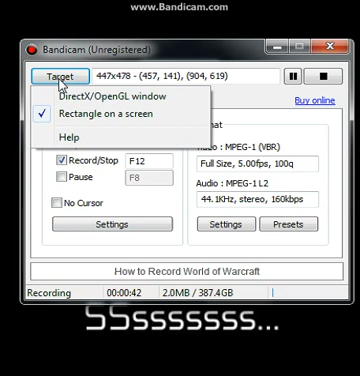 www.Bandicam.com
Bandicam (Unregistered)
Target
447x478 - (457, 141), (904, 619)
DirectX/OpenGL window
Buy online
Rectangle on a screen
Help
: MPEG-1 (VBR)
Record/Stop
F12
Full Size, 5.00fps, 100q
Pause
F8
Audio : MPEG-1 L2
44.1KHz, stereo, 160kbps
No Cursor
Settings
Settings
Presets
How to Record World of Warcraft
Recording
00:00:42
2.0MB / 387.4GB
SSsssssss...